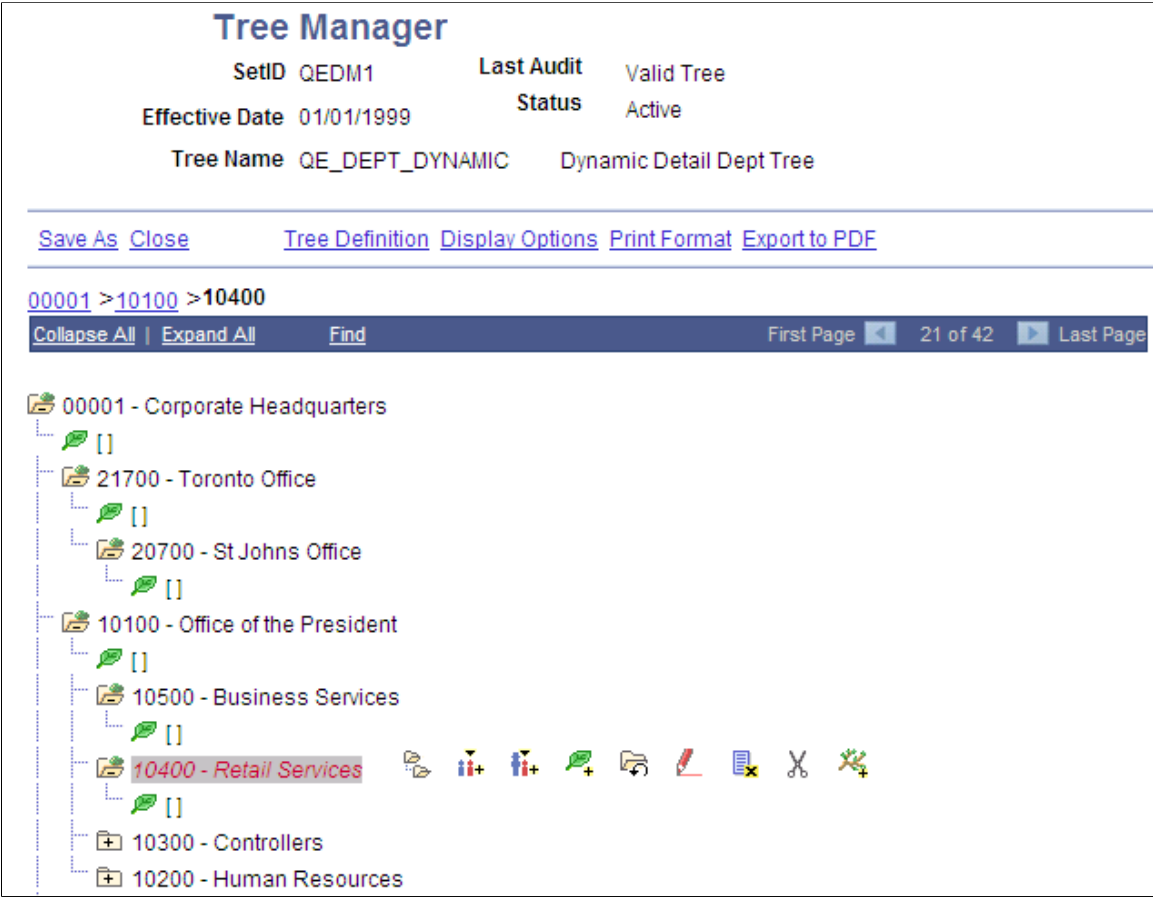 Tree Manager
SetID QEDM1 Last Audit Valid Tree
Effective Date 01/01/1999 Status Active
Tree Name QE_DEPT_DYNAMIC Dynamic Detail Dept Tree
Save As Close Tree Definition Display Options Print Format Export to PDF
00001 >10100 >10400
Collapse All | Expand All Find First Page 21 of 42 Last Page
00001 - Corporate Headquarters
[]
21700 - Toronto Office
[]
20700 - St Johns Office
[]
10100 - Office of the President
[]
10500 - Business Services
[]
10400 - Retail Services
[]
10300 - Controllers
10200 - Human Resources